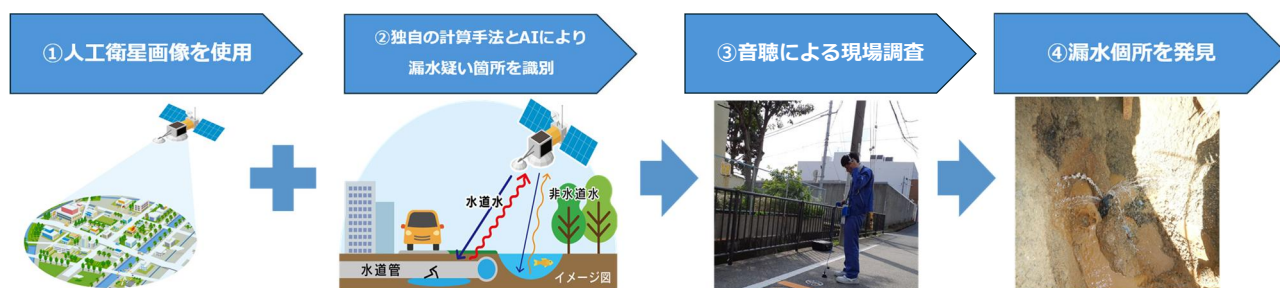 ①人工衛星画像を使用
②独自の計算手法とAIにより
漏水疑い箇所を識別
③音聴による現場調査
④漏水個所を発見
水道水
非水道水
水道管
イメージ図